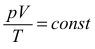 pV/T = const